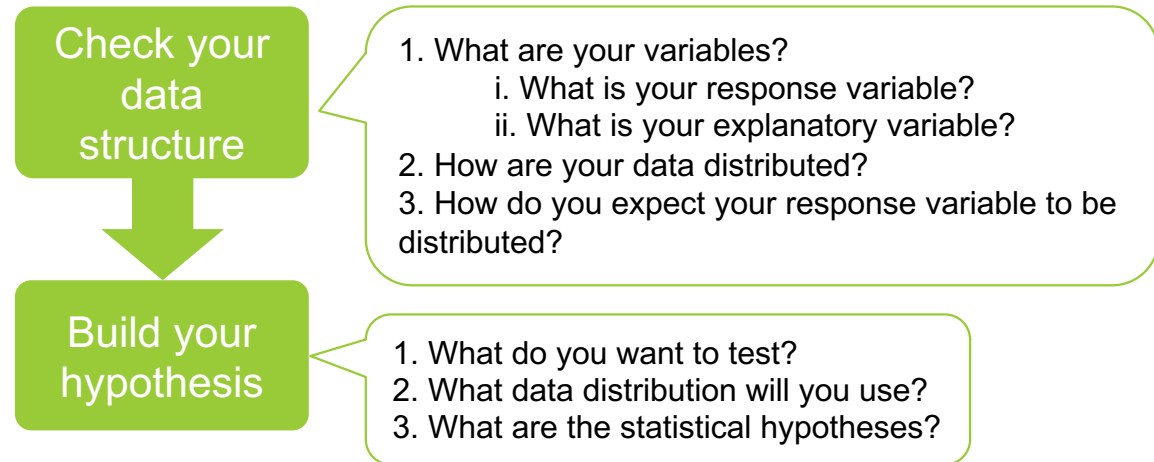 Check your
data
structure
1. What are your variables?
i. What is your response variable?
ii. What is your explanatory variable?
2. How are your data distributed?
3. How do you expect your response variable to be
distributed?
Build your
hypothesis
1. What do you want to test?
2. What data distribution will you use?
3. What are the statistical hypotheses?